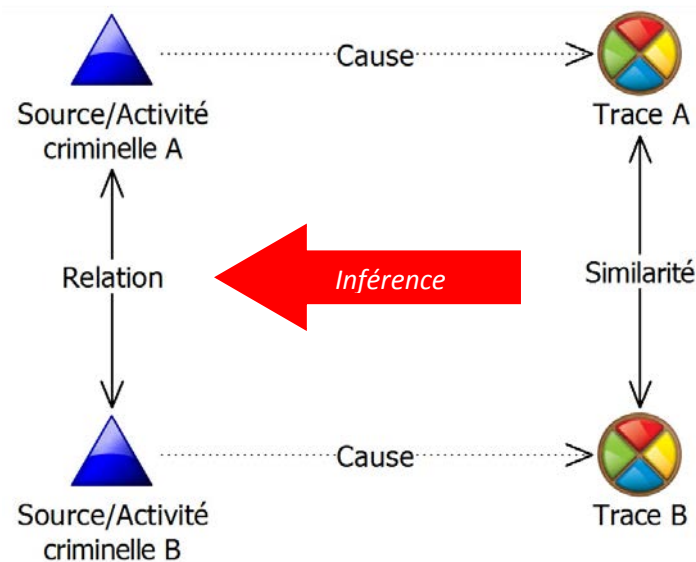 Cause
Source/Activité
criminelle A
Trace A
Relation
Inférence
Similarité
Cause
Source/Activité
criminelle B
Trace B